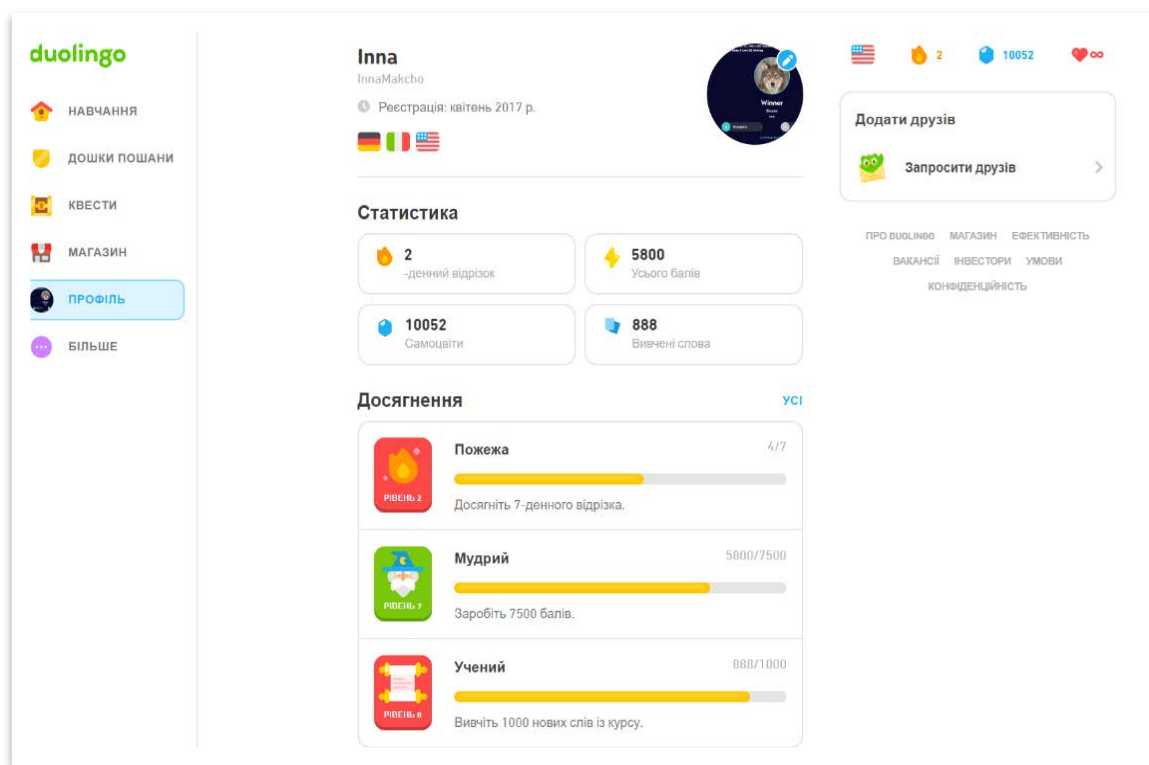 duolingo
НАВЧАННЯ
ДОШКИ ПОШАНИ
КВЕСТИ
МАГАЗИН
ПРОФІЛЬ
БІЛЬШЕ
Inna
InnaMakcho
Реєстрація: квітень 2017 р.
Winner
Статистика
2
-денний відрізок
5800
Усього балів
10052
Самоцвіти
888
Вивчені слова
Досягнення
УСІ
Пожежа
4/7
РІВЕНЬ 2
Досягніть 7-денного відрізка.
Мудрий
5800/7500
РІВЕНЬ 7
Заробіть 7500 балів.
Учений
888/1000
РІВЕНЬ 8
Вивчіть 1000 нових слів із курсу.
2
10052
∞
Додати друзів
Запросити друзів
ПРО DUOLINGO МАГАЗИН ЕФЕКТИВНІСТЬ
ВАКАНСІЇ ІНВЕСТОРИ УМОВИ
КОНФІДЕНЦІЙНІСТЬ